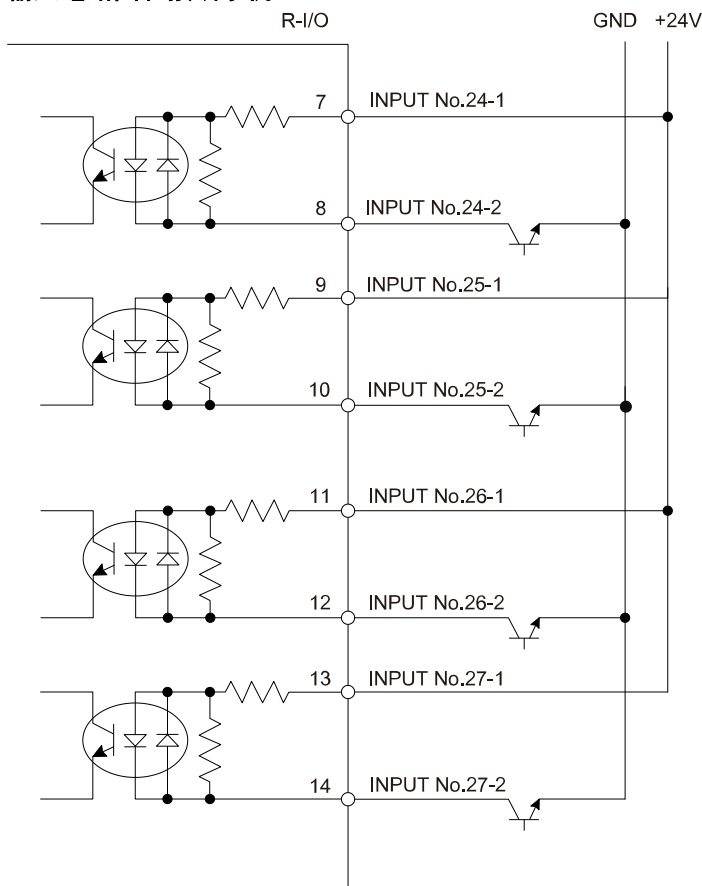 R-I/O GND +24V
7 INPUT No.24-1
8 INPUT No.24-2
9 INPUT No.25-1
10 INPUT No.25-2
11 INPUT No.26-1
12 INPUT No.26-2
13 INPUT No.27-1
14 INPUT No.27-2